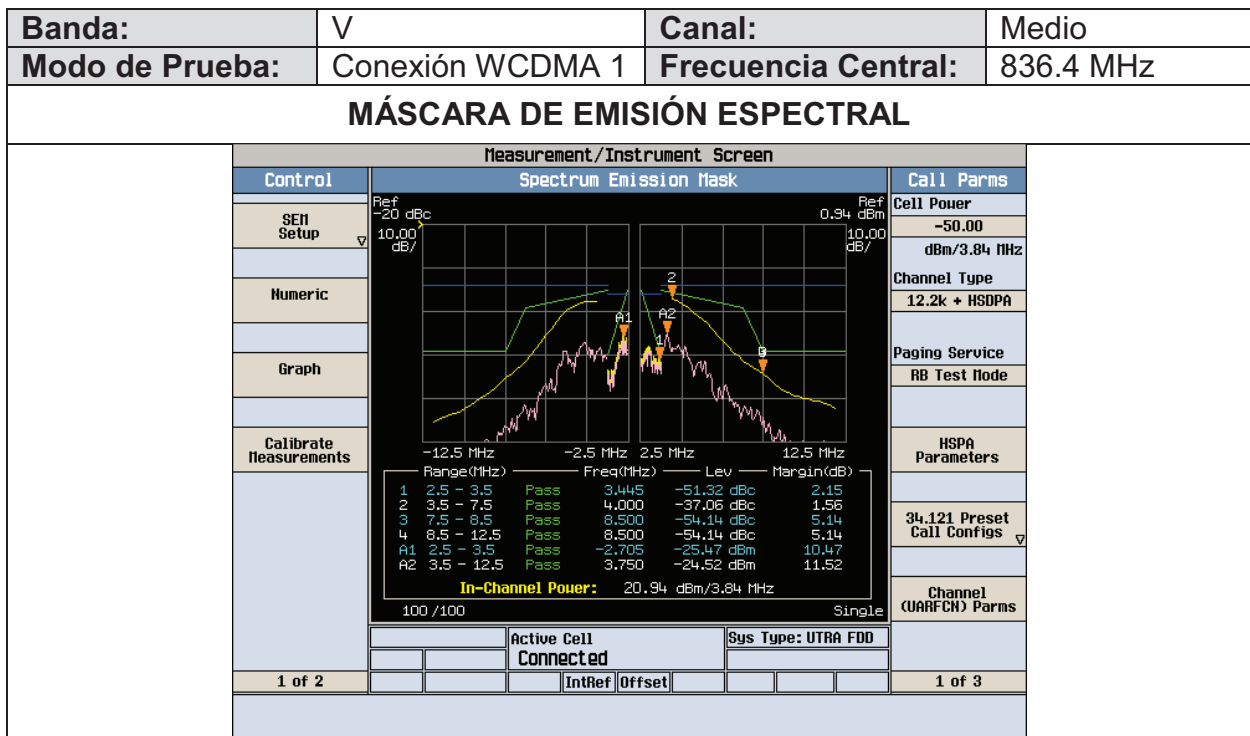 Banda: V Canal: Medio
Modo de Prueba: Conexión WCDMA 1 Frecuencia Central: 836.4 MHz
MÁSCARA DE EMISIÓN ESPECTRAL
Measurement/Instrument Screen
Control
SEM Setup
Numeric
Graph
Calibrate Measurements
1 of 2
Spectrum Emission Mask
Ref -20 dBc Ref 0.94 dBm
10.00 dB/ 10.00 dB/
2
A1 A2
1
-12.5 MHz -2.5 MHz 2.5 MHz 12.5 MHz
Range(MHz) Freq(MHz) Lev Margin(dB)
1 2.5 - 3.5 Pass 3.445 -51.32 dBc 2.15
2 3.5 - 7.5 Pass 4.000 -37.06 dBc 1.56
3 7.5 - 8.5 Pass 8.500 -54.14 dBc 5.14
4 8.5 - 12.5 Pass 8.500 -54.14 dBc 5.14
A1 2.5 - 3.5 Pass -2.705 -25.47 dBm 10.47
A2 3.5 - 12.5 Pass 3.750 -24.52 dBm 11.52
In-Channel Power: 20.94 dBm/3.84 MHz
100/100 Single
Active Cell Sys Type: UTRA FDD
Connected
IntRef Offset
Call Parms
Cell Power
-50.00
dBm/3.84 MHz
Channel Type
12.2k + HSDPA
Paging Service
RB Test Mode
HSPA Parameters
34.121 Preset Call Configs
Channel (UARFCN) Parms
1 of 3